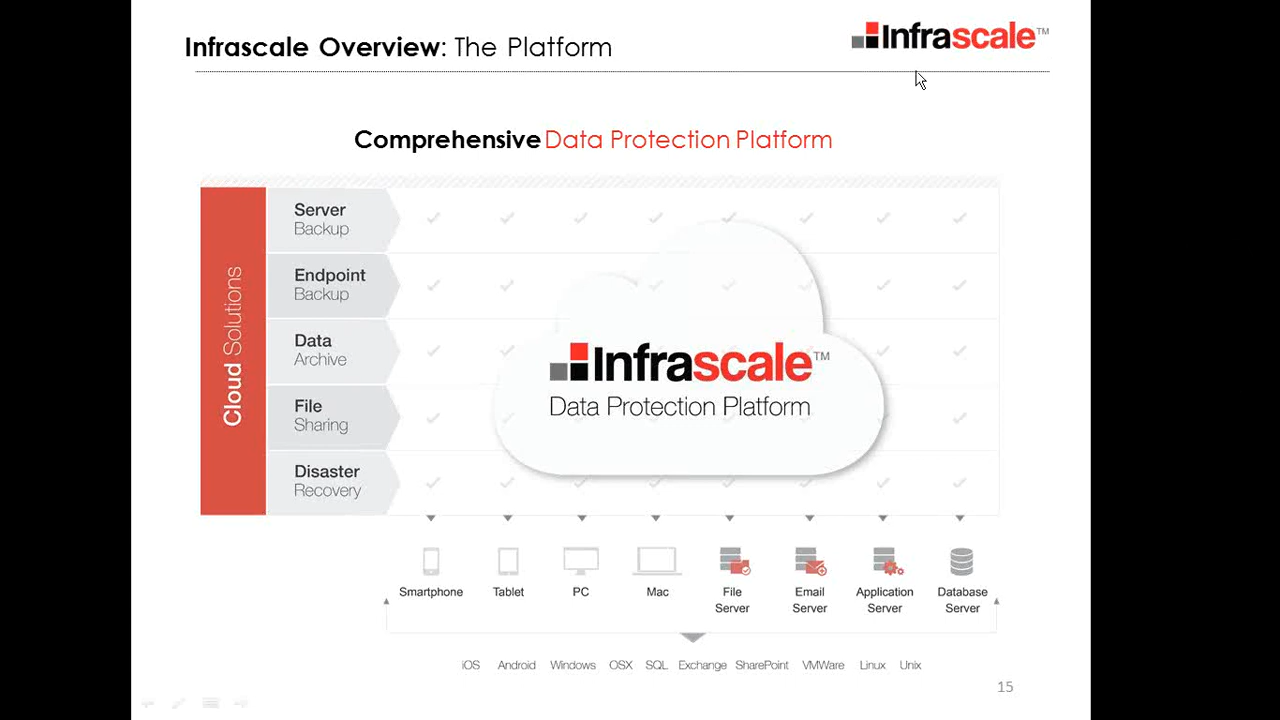 Infrascale Overview: The Platform
Infrascale™
Comprehensive Data Protection Platform
Cloud Solutions
Server
Backup
Endpoint
Backup
Data
Archive
File
Sharing
Disaster
Recovery
Infrascale™
Data Protection Platform
Smartphone
Tablet
PC
Mac
File
Server
Email
Server
Application
Server
Database
Server
iOS Android Windows OSX SQL Exchange SharePoint VMWare Linux Unix
15